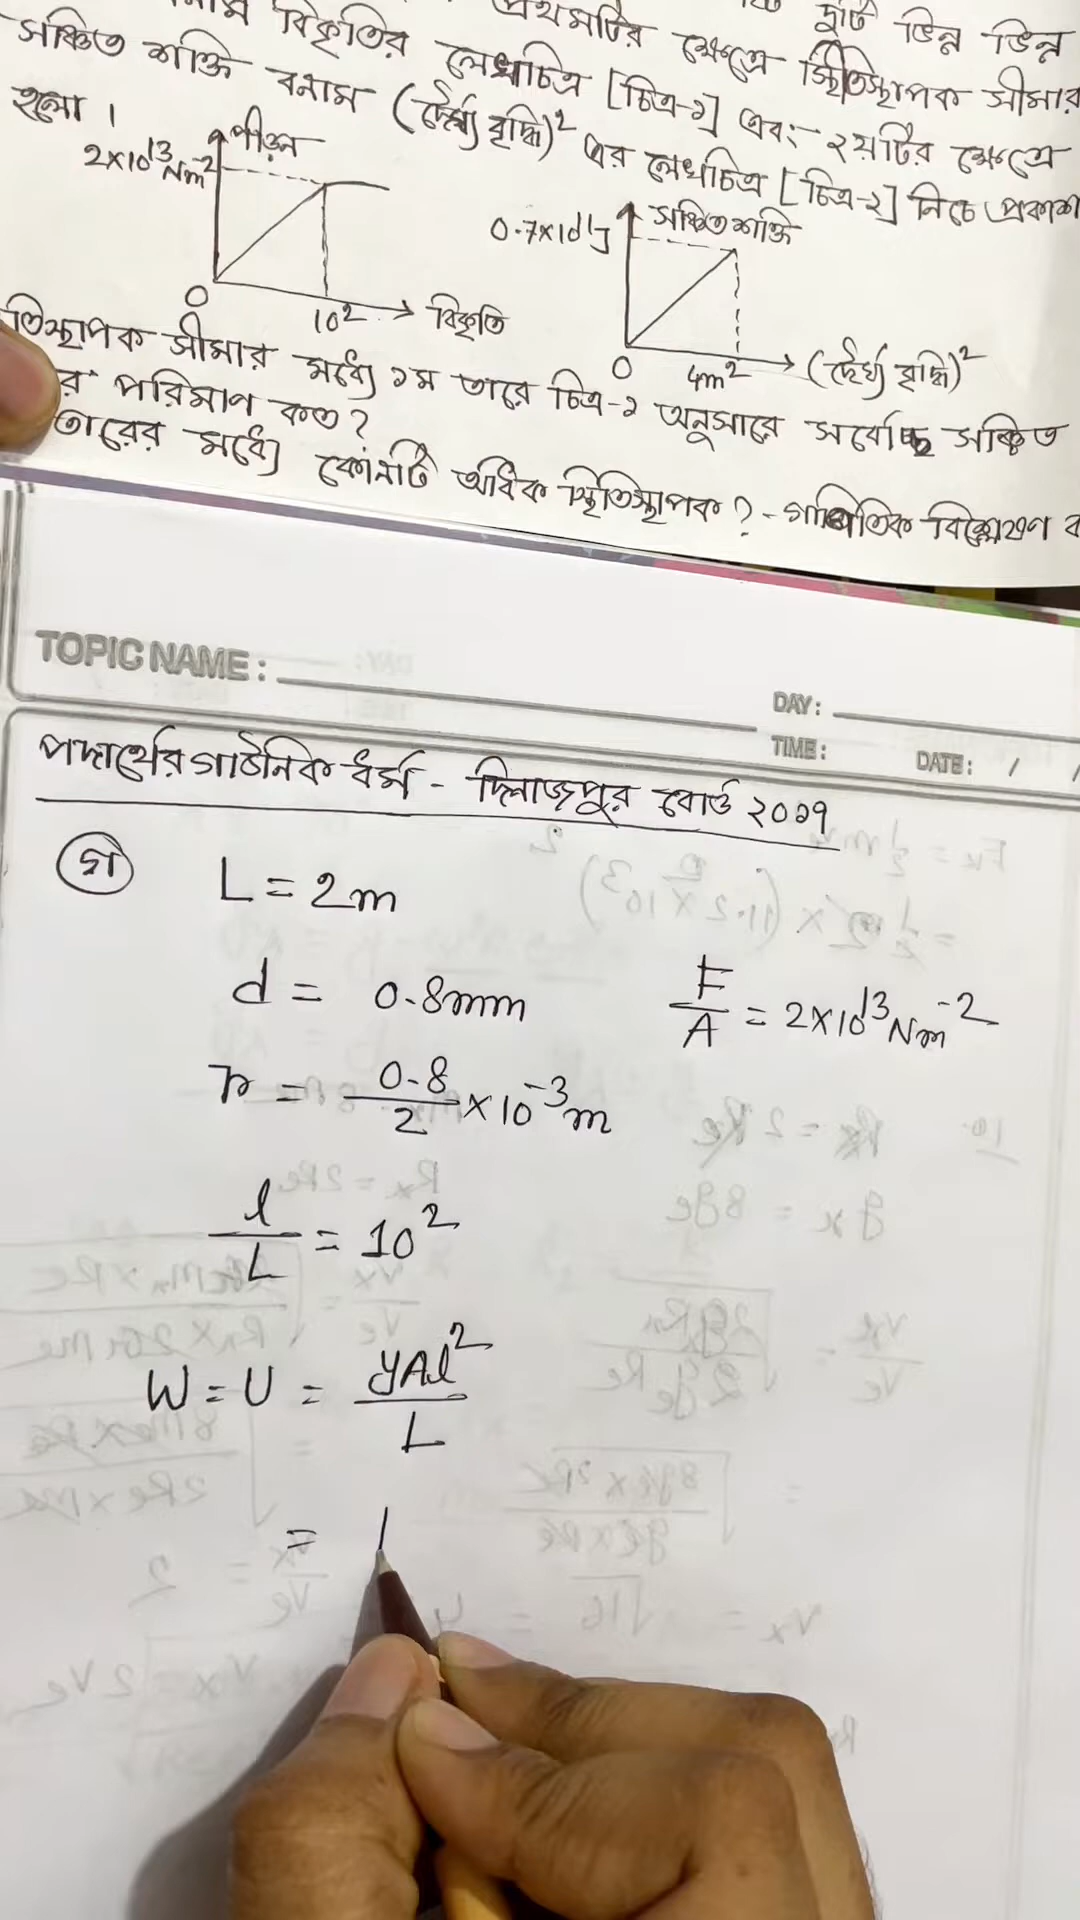 বিকৃতির লেখচিত্র [চিত্র-১] এবং ২য়টির ক্ষেত্রে
প্রথমটির ক্ষেত্রে স্থিতিস্থাপক সীমার
দুটি ভিন্ন ভিন্ন
সঞ্চিত শক্তি বনাম (দৈর্ঘ্য বৃদ্ধি)² এর লেখচিত্র [চিত্র-২] নিচে প্রকাশ
হলো।
পীড়ন
2×10¹³Nm⁻²
O
10²
বিকৃতি
সঞ্চিত শক্তি
0.7×10¹¹J
O
4m²
(দৈর্ঘ্য বৃদ্ধি)²
তিস্থাপক সীমার মধ্যে ১ম তারে চিত্র-১ অনুসারে সর্বোচ্চ সঞ্চিত
র পরিমাণ কত?
তারের মধ্যে কোনটি অধিক স্থিতিস্থাপক? - গাণিতিক বিশ্লেষণ ক
TOPIC NAME :
DAY :
TIME :
DATE : / /
পদার্থের গাঠনিক ধর্ম - দিনাজপুর বোর্ড ২০১৭
গ
L = 2m
d = 0.8mm
F/A = 2×10¹³Nm⁻²
r = 0.8/2 ×10⁻³m
l/L = 10²
W = U = YAl²/L
=